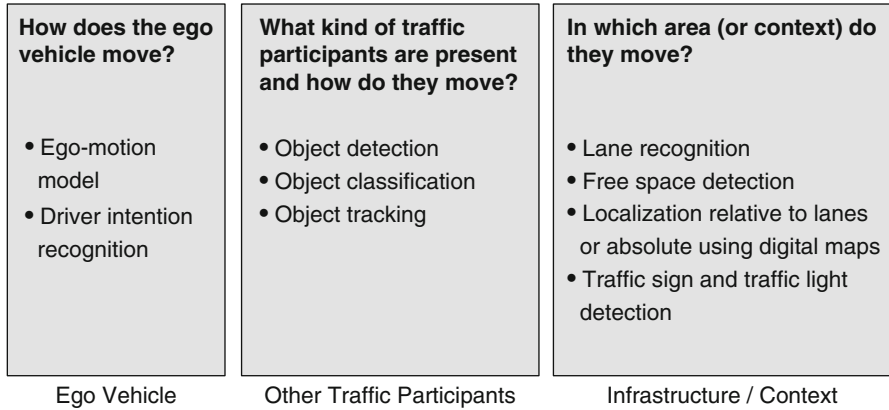 How does the ego
vehicle move?
• Ego-motion
model
• Driver intention
recognition
Ego Vehicle
What kind of traffic
participants are present
and how do they move?
• Object detection
• Object classification
• Object tracking
Other Traffic Participants
In which area (or context) do
they move?
• Lane recognition
• Free space detection
• Localization relative to lanes
or absolute using digital maps
• Traffic sign and traffic light
detection
Infrastructure / Context